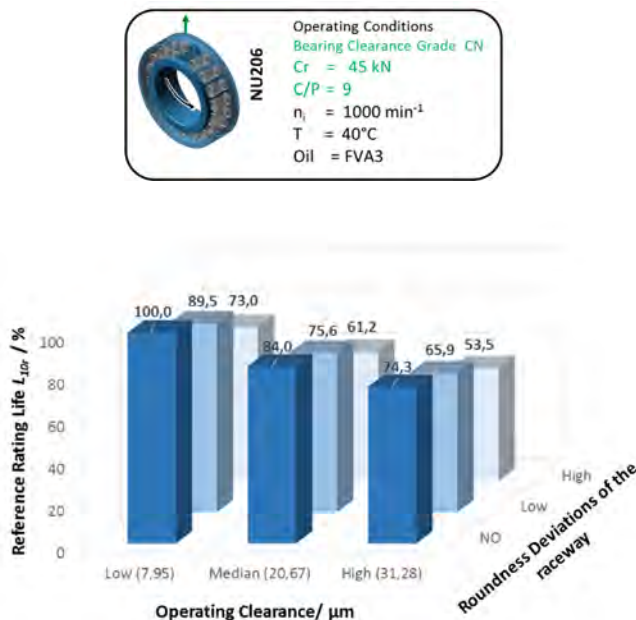 NU206
Operating Conditions
Bearing Clearance Grade CN
Cr = 45 kN
C/P = 9
nᵢ = 1000 min⁻¹
T = 40°C
Oil = FVA3
Reference Rating Life L10r / %
100
80
60
40
20
0
100,0
89,5
73,0
84,0
75,6
61,2
74,3
65,9
53,5
High
Low
NO
Roundness Deviations of the
raceway
Low (7,95)
Median (20,67)
High (31,28)
Operating Clearance/ μm